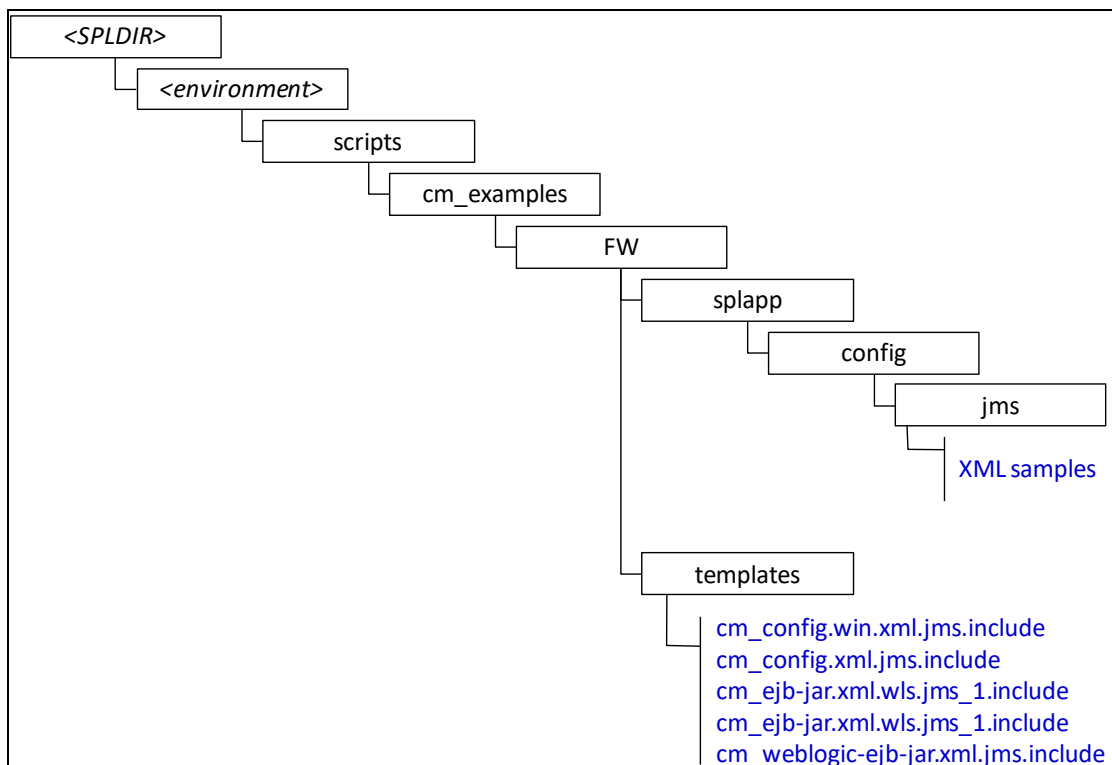 <SPLDIR>
<environment>
scripts
cm_examples
FW
splapp
config
jms
XML samples
templates
cm_config.win.xml.jms.include
cm_config.xml.jms.include
cm_ejb-jar.xml.wls.jms_1.include
cm_ejb-jar.xml.wls.jms_1.include
cm_weblogic-ejb-jar.xml.jms.include